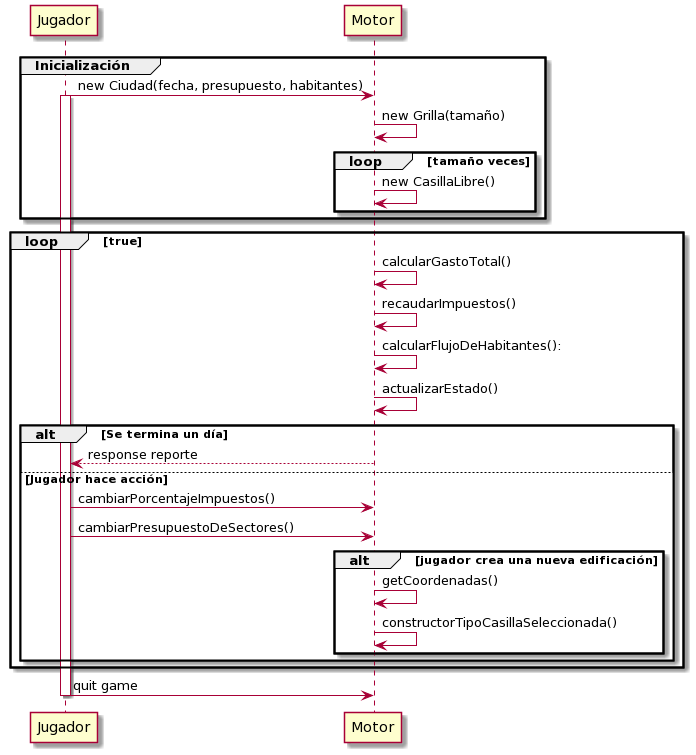 Jugador Motor
Inicialización
new Ciudad(fecha, presupuesto, habitantes)
new Grilla(tamaño)
loop [tamaño veces]
new CasillaLibre()
loop [true]
calcularGastoTotal()
recaudarImpuestos()
calcularFlujoDeHabitantes():
actualizarEstado()
alt [Se termina un día]
response reporte
[Jugador hace acción]
cambiarPorcentajeImpuestos()
cambiarPresupuestoDeSectores()
alt [jugador crea una nueva edificación]
getCoordenadas()
constructorTipoCasillaSeleccionada()
quit game
Jugador Motor